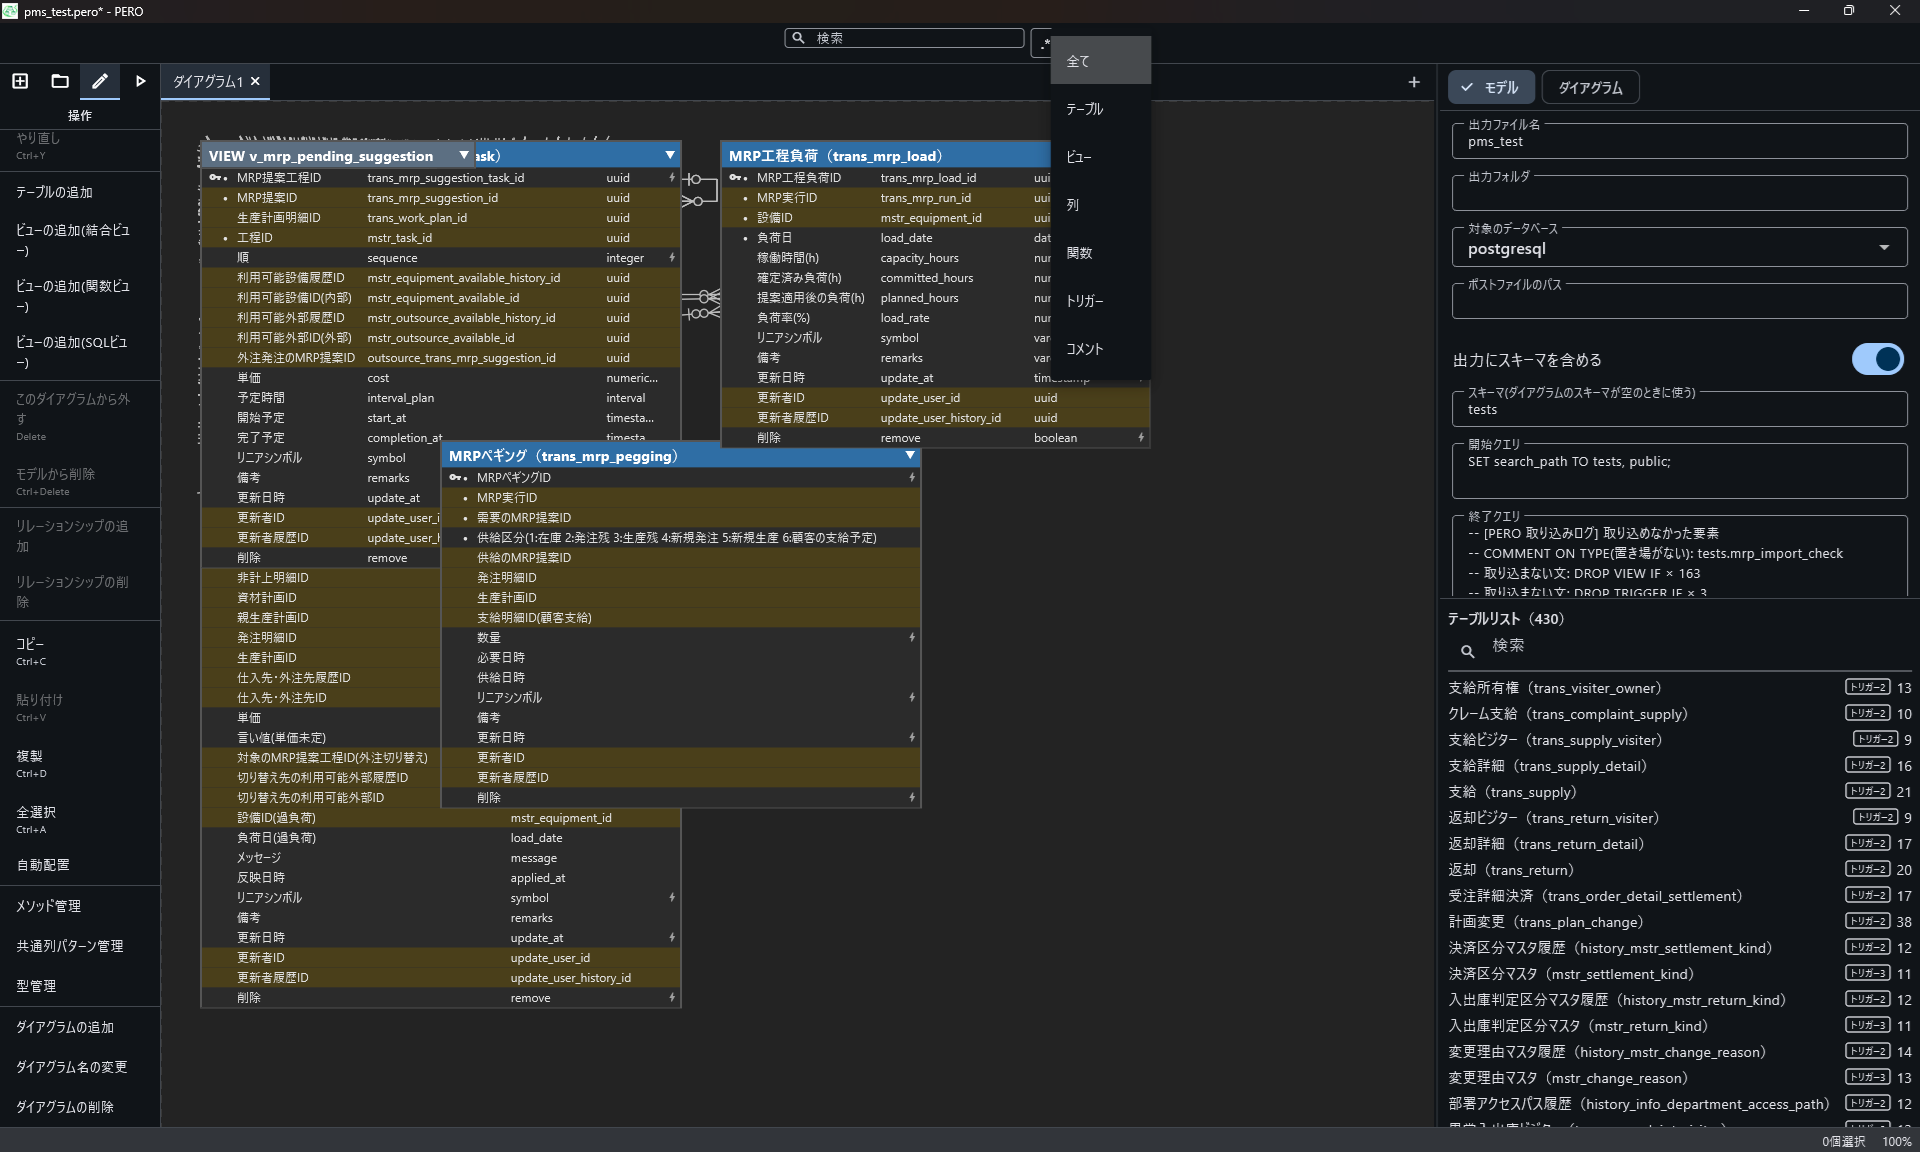 pms_test.pero* - PERO
検索
.*
全て
テーブル
ビュー
列
関数
トリガー
コメント
操作
やり直し
Ctrl+Y
テーブルの追加
ビューの追加(結合ビュ
ー)
ビューの追加(関数ビュ
ー)
ビューの追加(SQLビュ
ー)
このダイアグラムから外
す
Delete
モデルから削除
Ctrl+Delete
リレーションシップの追
加
リレーションシップの削
除
コピー
Ctrl+C
貼り付け
Ctrl+V
複製
Ctrl+D
全選択
Ctrl+A
自動配置
メソッド管理
共通列パターン管理
型管理
ダイアグラムの追加
ダイアグラム名の変更
ダイアグラムの削除
ダイアグラム1
VIEW v_mrp_pending_suggestion ▼ ask） ▼
MRP提案工程ID trans_mrp_suggestion_task_id uuid
MRP提案ID trans_mrp_suggestion_id uuid
生産計画明細ID trans_work_plan_id uuid
工程ID mstr_task_id uuid
順 sequence integer
利用可能設備履歴ID mstr_equipment_available_history_id uuid
利用可能設備ID(内部) mstr_equipment_available_id uuid
利用可能外部履歴ID mstr_outsource_available_history_id uuid
利用可能外部ID(外部) mstr_outsource_available_id uuid
外注発注のMRP提案ID outsource_trans_mrp_suggestion_id uuid
単価 cost numeric...
予定時間 interval_plan interval
開始予定 start_at timesta...
完了予定 completion_at timesta
リニアシンボル symbol
備考 remarks
更新日時 update_at
更新者ID update_user_i
更新者履歴ID update_user_h
削除 remove
非計上明細ID
資材計画ID
親生産計画ID
発注明細ID
生産計画ID
仕入先・外注先履歴ID
仕入先・外注先ID
単価
言い値(単価未定)
対象のMRP提案工程ID(外注切り替え)
切り替え先の利用可能外部履歴ID
切り替え先の利用可能外部ID
設備ID(過負荷) mstr_equipment_id
負荷日(過負荷) load_date
メッセージ message
反映日時 applied_at
リニアシンボル symbol
備考 remarks
更新日時 update_at
更新者ID update_user_id
更新者履歴ID update_user_history_id
削除 remove
MRP工程負荷（trans_mrp_load）
MRP工程負荷ID trans_mrp_load_id uui
MRP実行ID trans_mrp_run_id uui
設備ID mstr_equipment_id uui
負荷日 load_date dat
稼働時間(h) capacity_hours nur
確定済み負荷(h) committed_hours nur
提案適用後の負荷(h) planned_hours nur
負荷率(%) load_rate nur
リニアシンボル symbol var
備考 remarks var
更新日時 update_at timestamp
更新者ID update_user_id uuid
更新者履歴ID update_user_history_id uuid
削除 remove boolean
MRPペギング（trans_mrp_pegging） ▼
MRPペギングID
MRP実行ID
需要のMRP提案ID
供給区分(1:在庫 2:発注残 3:生産残 4:新規発注 5:新規生産 6:顧客の支給予定)
供給のMRP提案ID
発注明細ID
生産計画ID
支給明細ID(顧客支給)
数量
必要日時
供給日時
リニアシンボル
備考
更新日時
更新者ID
更新者履歴ID
削除
モデル ダイアグラム
出力ファイル名
pms_test
出力フォルダ
対象のデータベース
postgresql
ポストファイルのパス
出力にスキーマを含める
スキーマ(ダイアグラムのスキーマが空のときに使う)
tests
開始クエリ
SET search_path TO tests, public;
終了クエリ
-- [PERO 取り込みログ] 取り込めなかった要素
-- COMMENT ON TYPE(置き場がない): tests.mrp_import_check
-- 取り込まない文: DROP VIEW IF × 163
-- 取り込まない文: DROP TRIGGER IF × 3
テーブルリスト（430）
検索
支給所有権（trans_visiter_owner） トリガー2 13
クレーム支給（trans_complaint_supply） トリガー2 10
支給ビジター（trans_supply_visiter） トリガー2 9
支給詳細（trans_supply_detail） トリガー2 16
支給（trans_supply） トリガー2 21
返却ビジター（trans_return_visiter） トリガー2 9
返却詳細（trans_return_detail） トリガー2 17
返却（trans_return） トリガー2 20
受注詳細決済（trans_order_detail_settlement） トリガー2 17
計画変更（trans_plan_change） トリガー2 38
決済区分マスタ履歴（history_mstr_settlement_kind） トリガー2 12
決済区分マスタ（mstr_settlement_kind） トリガー3 11
入出庫判定区分マスタ履歴（history_mstr_return_kind） トリガー2 12
入出庫判定区分マスタ（mstr_return_kind） トリガー3 11
変更理由マスタ履歴（history_mstr_change_reason） トリガー2 14
変更理由マスタ（mstr_change_reason） トリガー3 13
部署アクセスパス履歴（history_info_department_access_path） トリガー2 12
0個選択 100%